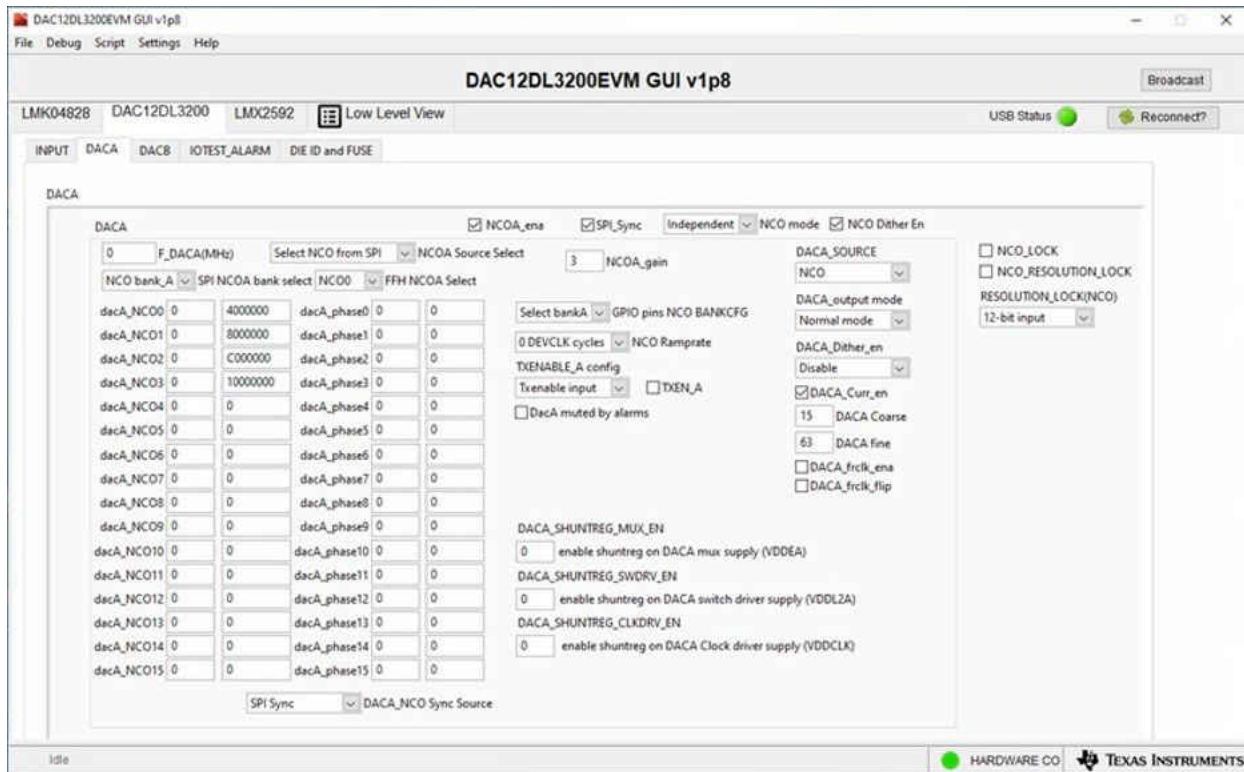 DAC12DL3200EVM GUI v1p8
File Debug Script Settings Help
DAC12DL3200EVM GUI v1p8
Broadcast
LMK04828 DAC12DL3200 LMX2592 Low Level View USB Status Reconnect?
INPUT DACA DACB IOTEST_ALARM DIE ID and FUSE
DACA
DACA NCOA_ena SPI_Sync Independent NCO mode NCO Dither En
0 F_DACA(MHz) Select NCO from SPI NCOA Source Select
NCO bank_A SPI NCOA bank select NCO0 FFH NCOA Select
3 NCOA_gain
dacA_NCO0 0 4000000 dacA_phase0 0 0
dacA_NCO1 0 8000000 dacA_phase1 0 0
dacA_NCO2 0 C000000 dacA_phase2 0 0
dacA_NCO3 0 10000000 dacA_phase3 0 0
dacA_NCO4 0 0 dacA_phase4 0 0
dacA_NCO5 0 0 dacA_phase5 0 0
dacA_NCO6 0 0 dacA_phase6 0 0
dacA_NCO7 0 0 dacA_phase7 0 0
dacA_NCO8 0 0 dacA_phase8 0 0
dacA_NCO9 0 0 dacA_phase9 0 0
dacA_NCO10 0 0 dacA_phase10 0 0
dacA_NCO11 0 0 dacA_phase11 0 0
dacA_NCO12 0 0 dacA_phase12 0 0
dacA_NCO13 0 0 dacA_phase13 0 0
dacA_NCO14 0 0 dacA_phase14 0 0
dacA_NCO15 0 0 dacA_phase15 0 0
SPI Sync DACA_NCO Sync Source
Select bankA GPIO pins NCO BANKCFG
0 DEVCLK cycles NCO Ramprate
TXENABLE_A config
Txenable input TXEN_A
DacA muted by alarms
DACA_SHUNTREG_MUX_EN
0 enable shuntreg on DACA mux supply (VDDEA)
DACA_SHUNTREG_SWDRV_EN
0 enable shuntreg on DACA switch driver supply (VDDL2A)
DACA_SHUNTREG_CLKDRV_EN
0 enable shuntreg on DACA Clock driver supply (VDDCLK)
DACA_SOURCE
NCO
DACA_output mode
Normal mode
DACA_Dither_en
Disable
DACA_Curr_en
15 DACA Coarse
63 DACA fine
DACA_frclk_ena
DACA_frclk_flip
NCO_LOCK
NCO_RESOLUTION_LOCK
RESOLUTION_LOCK(NCO)
12-bit input
Idle HARDWARE CO TEXAS INSTRUMENTS